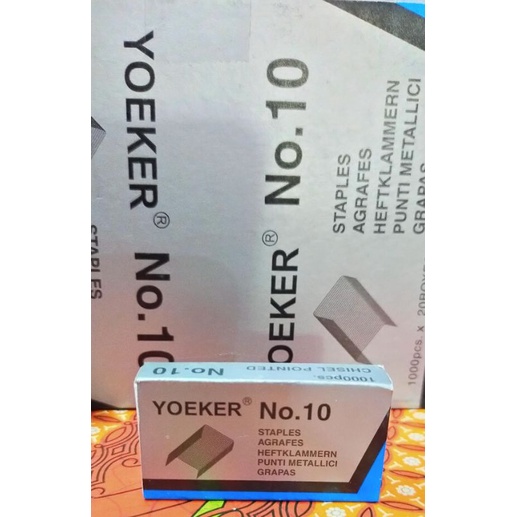 YOEKER® No.10
STAPLES
YOEKER® No.10
STAPLES
AGRAFES
HEFTKLAMMERN
PUNTI METALLICI
GRAPAS
1000pcs. x 20BOXE
No.10
1000pcs.
CHISEL POINTED
YOEKER® No.10
STAPLES
AGRAFES
HEFTKLAMMERN
PUNTI METALLICI
GRAPAS